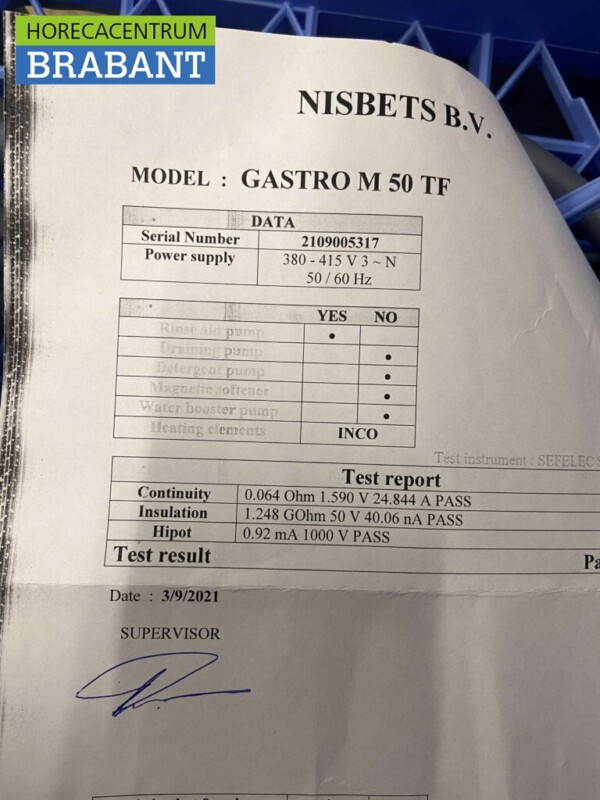 HORECACENTRUM
BRABANT
NISBETS B.V.
MODEL : GASTRO M 50 TF
DATA
Serial Number 2109005317
Power supply 380 - 415 V 3 ~ N
50 / 60 Hz
YES NO
Rinse aid pump •
Draining pump •
Detergent pump •
Magnetic softener •
Water booster pump •
Heating elements INCO
Test instrument : SEFELEC
Test report
Continuity 0.064 Ohm 1.590 V 24.844 A PASS
Insulation 1.248 GOhm 50 V 40.06 nA PASS
Hipot 0.92 mA 1000 V PASS
Test result Pa
Date : 3/9/2021
SUPERVISOR